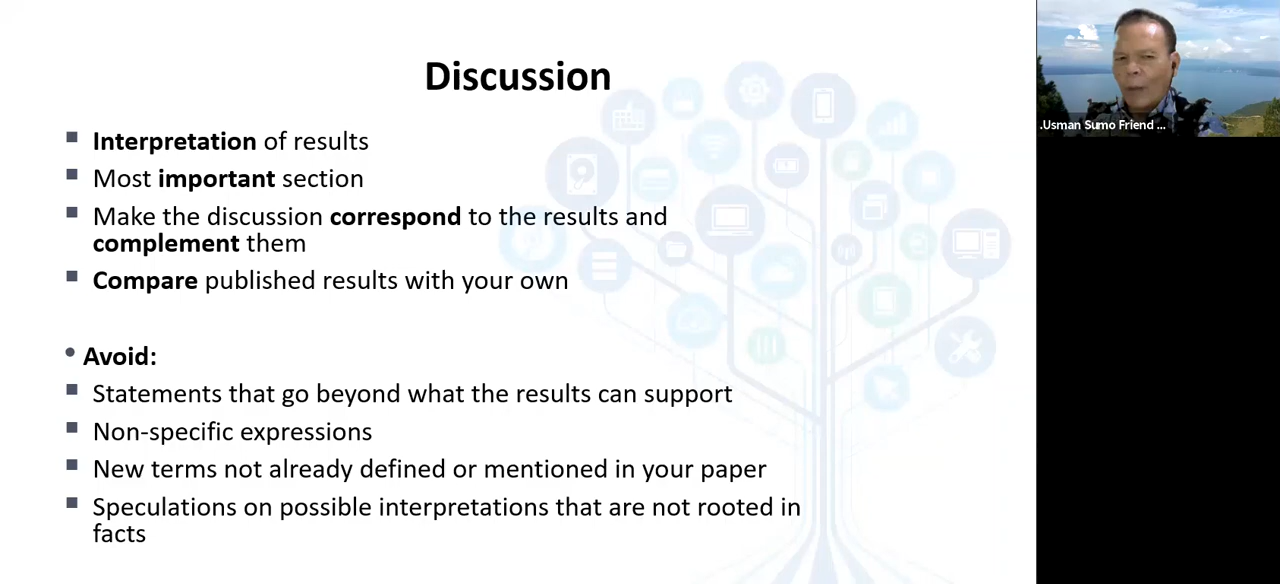 Discussion
▪ Interpretation of results
▪ Most important section
▪ Make the discussion correspond to the results and
complement them
▪ Compare published results with your own
• Avoid:
▪ Statements that go beyond what the results can support
▪ Non-specific expressions
▪ New terms not already defined or mentioned in your paper
▪ Speculations on possible interpretations that are not rooted in
facts
.Usman Sumo Friend ...